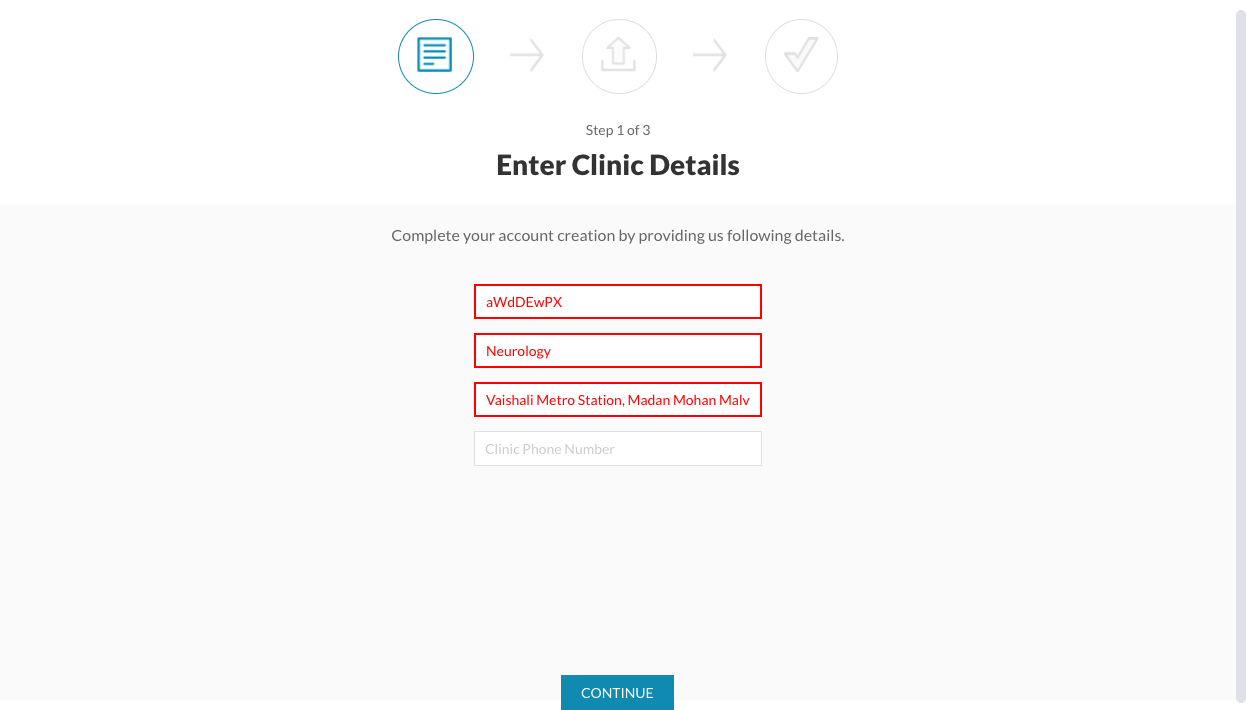 Step 1 of 3
Enter Clinic Details
Complete your account creation by providing us following details.
aWdDEwPX
Neurology
Vaishali Metro Station, Madan Mohan Malv
Clinic Phone Number
CONTINUE